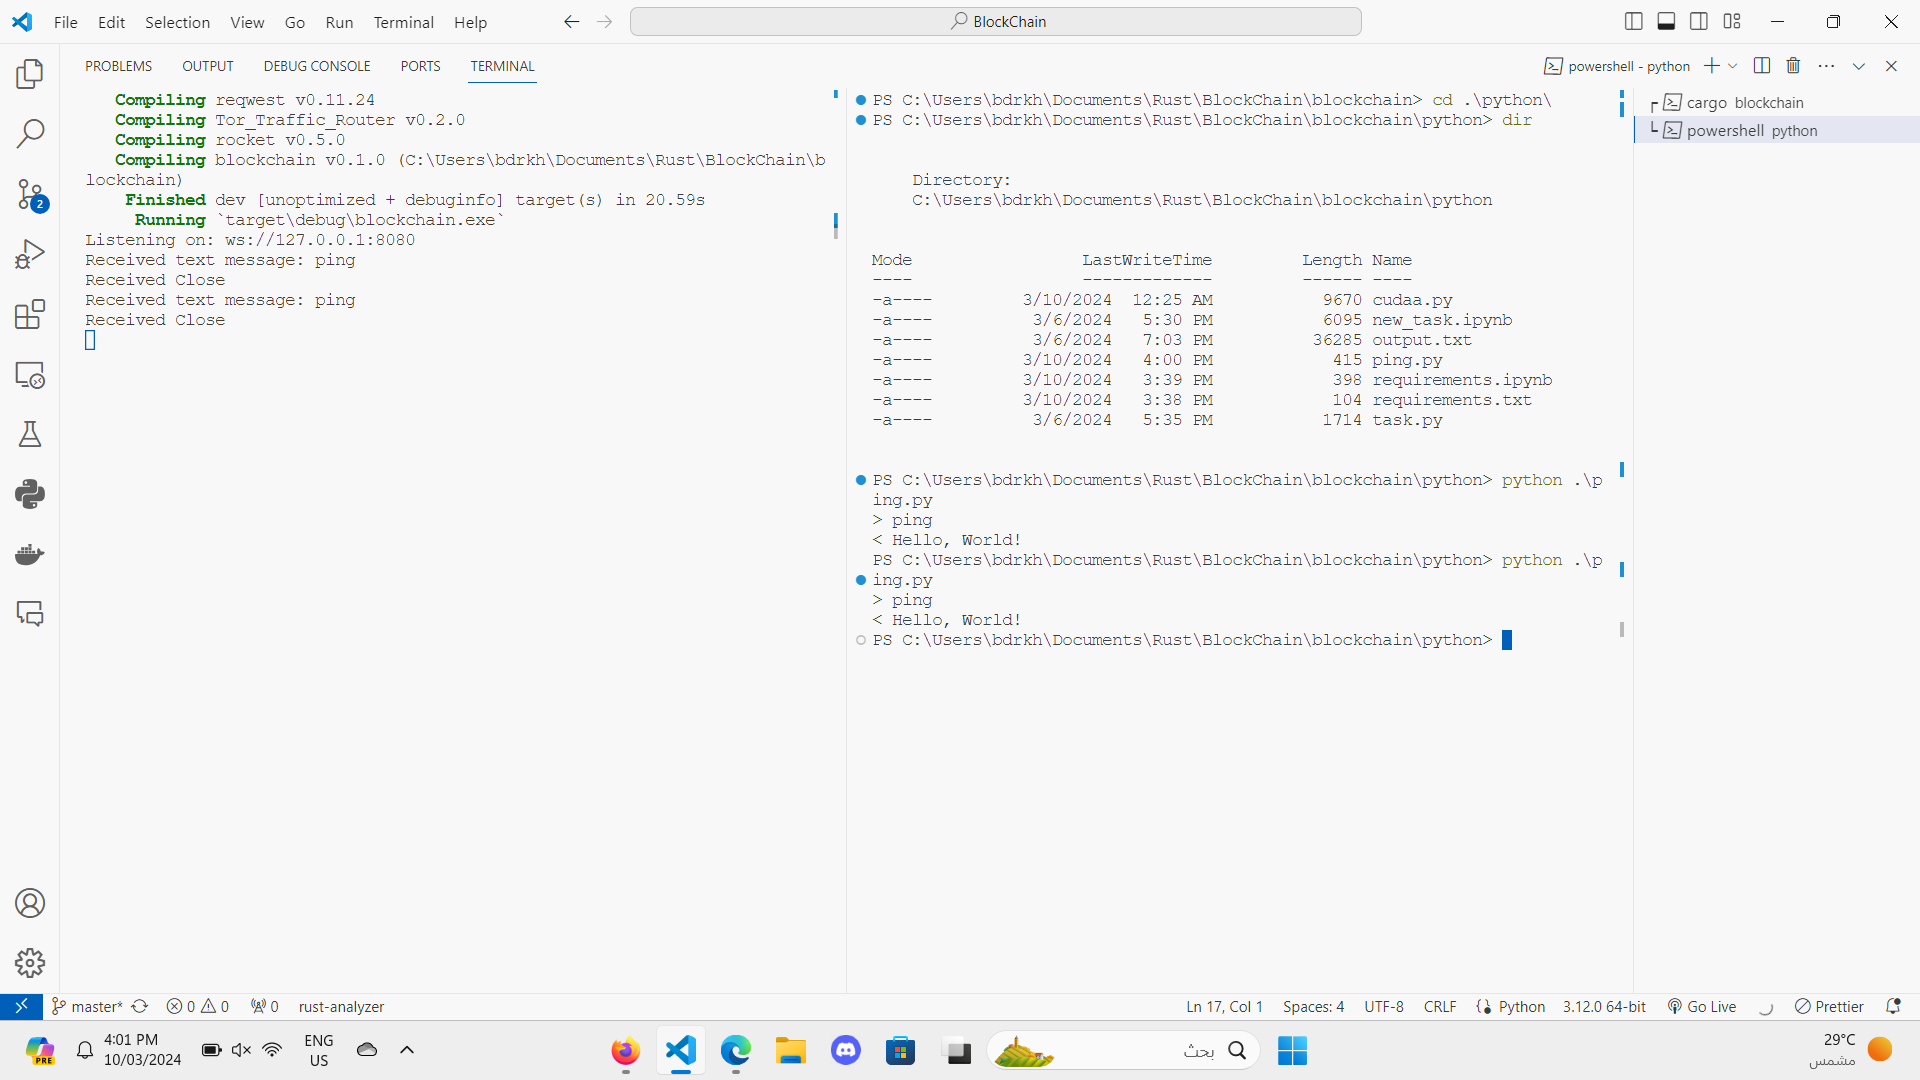 File Edit Selection View Go Run Terminal Help
BlockChain
PROBLEMS OUTPUT DEBUG CONSOLE PORTS TERMINAL
powershell - python
Compiling reqwest v0.11.24
Compiling Tor_Traffic_Router v0.2.0
Compiling rocket v0.5.0
Compiling blockchain v0.1.0 (C:\Users\bdrkh\Documents\Rust\BlockChain\b
lockchain)
Finished dev [unoptimized + debuginfo] target(s) in 20.59s
Running `target\debug\blockchain.exe`
Listening on: ws://127.0.0.1:8080
Received text message: ping
Received Close
Received text message: ping
Received Close
PS C:\Users\bdrkh\Documents\Rust\BlockChain\blockchain> cd .\python\
PS C:\Users\bdrkh\Documents\Rust\BlockChain\blockchain\python> dir
Directory:
C:\Users\bdrkh\Documents\Rust\BlockChain\blockchain\python
Mode LastWriteTime Length Name
---- ------------- ------ ----
-a---- 3/10/2024 12:25 AM 9670 cudaa.py
-a---- 3/6/2024 5:30 PM 6095 new_task.ipynb
-a---- 3/6/2024 7:03 PM 36285 output.txt
-a---- 3/10/2024 4:00 PM 415 ping.py
-a---- 3/10/2024 3:39 PM 398 requirements.ipynb
-a---- 3/10/2024 3:38 PM 104 requirements.txt
-a---- 3/6/2024 5:35 PM 1714 task.py
PS C:\Users\bdrkh\Documents\Rust\BlockChain\blockchain\python> python .\p
ing.py
> ping
< Hello, World!
PS C:\Users\bdrkh\Documents\Rust\BlockChain\blockchain\python> python .\p
ing.py
> ping
< Hello, World!
PS C:\Users\bdrkh\Documents\Rust\BlockChain\blockchain\python>
cargo blockchain
powershell python
2
master* 0 0 0 rust-analyzer
Ln 17, Col 1 Spaces: 4 UTF-8 CRLF Python 3.12.0 64-bit Go Live Prettier
PRE
4:01 PM
10/03/2024
ENG
US
بحث
29°C
مشمس